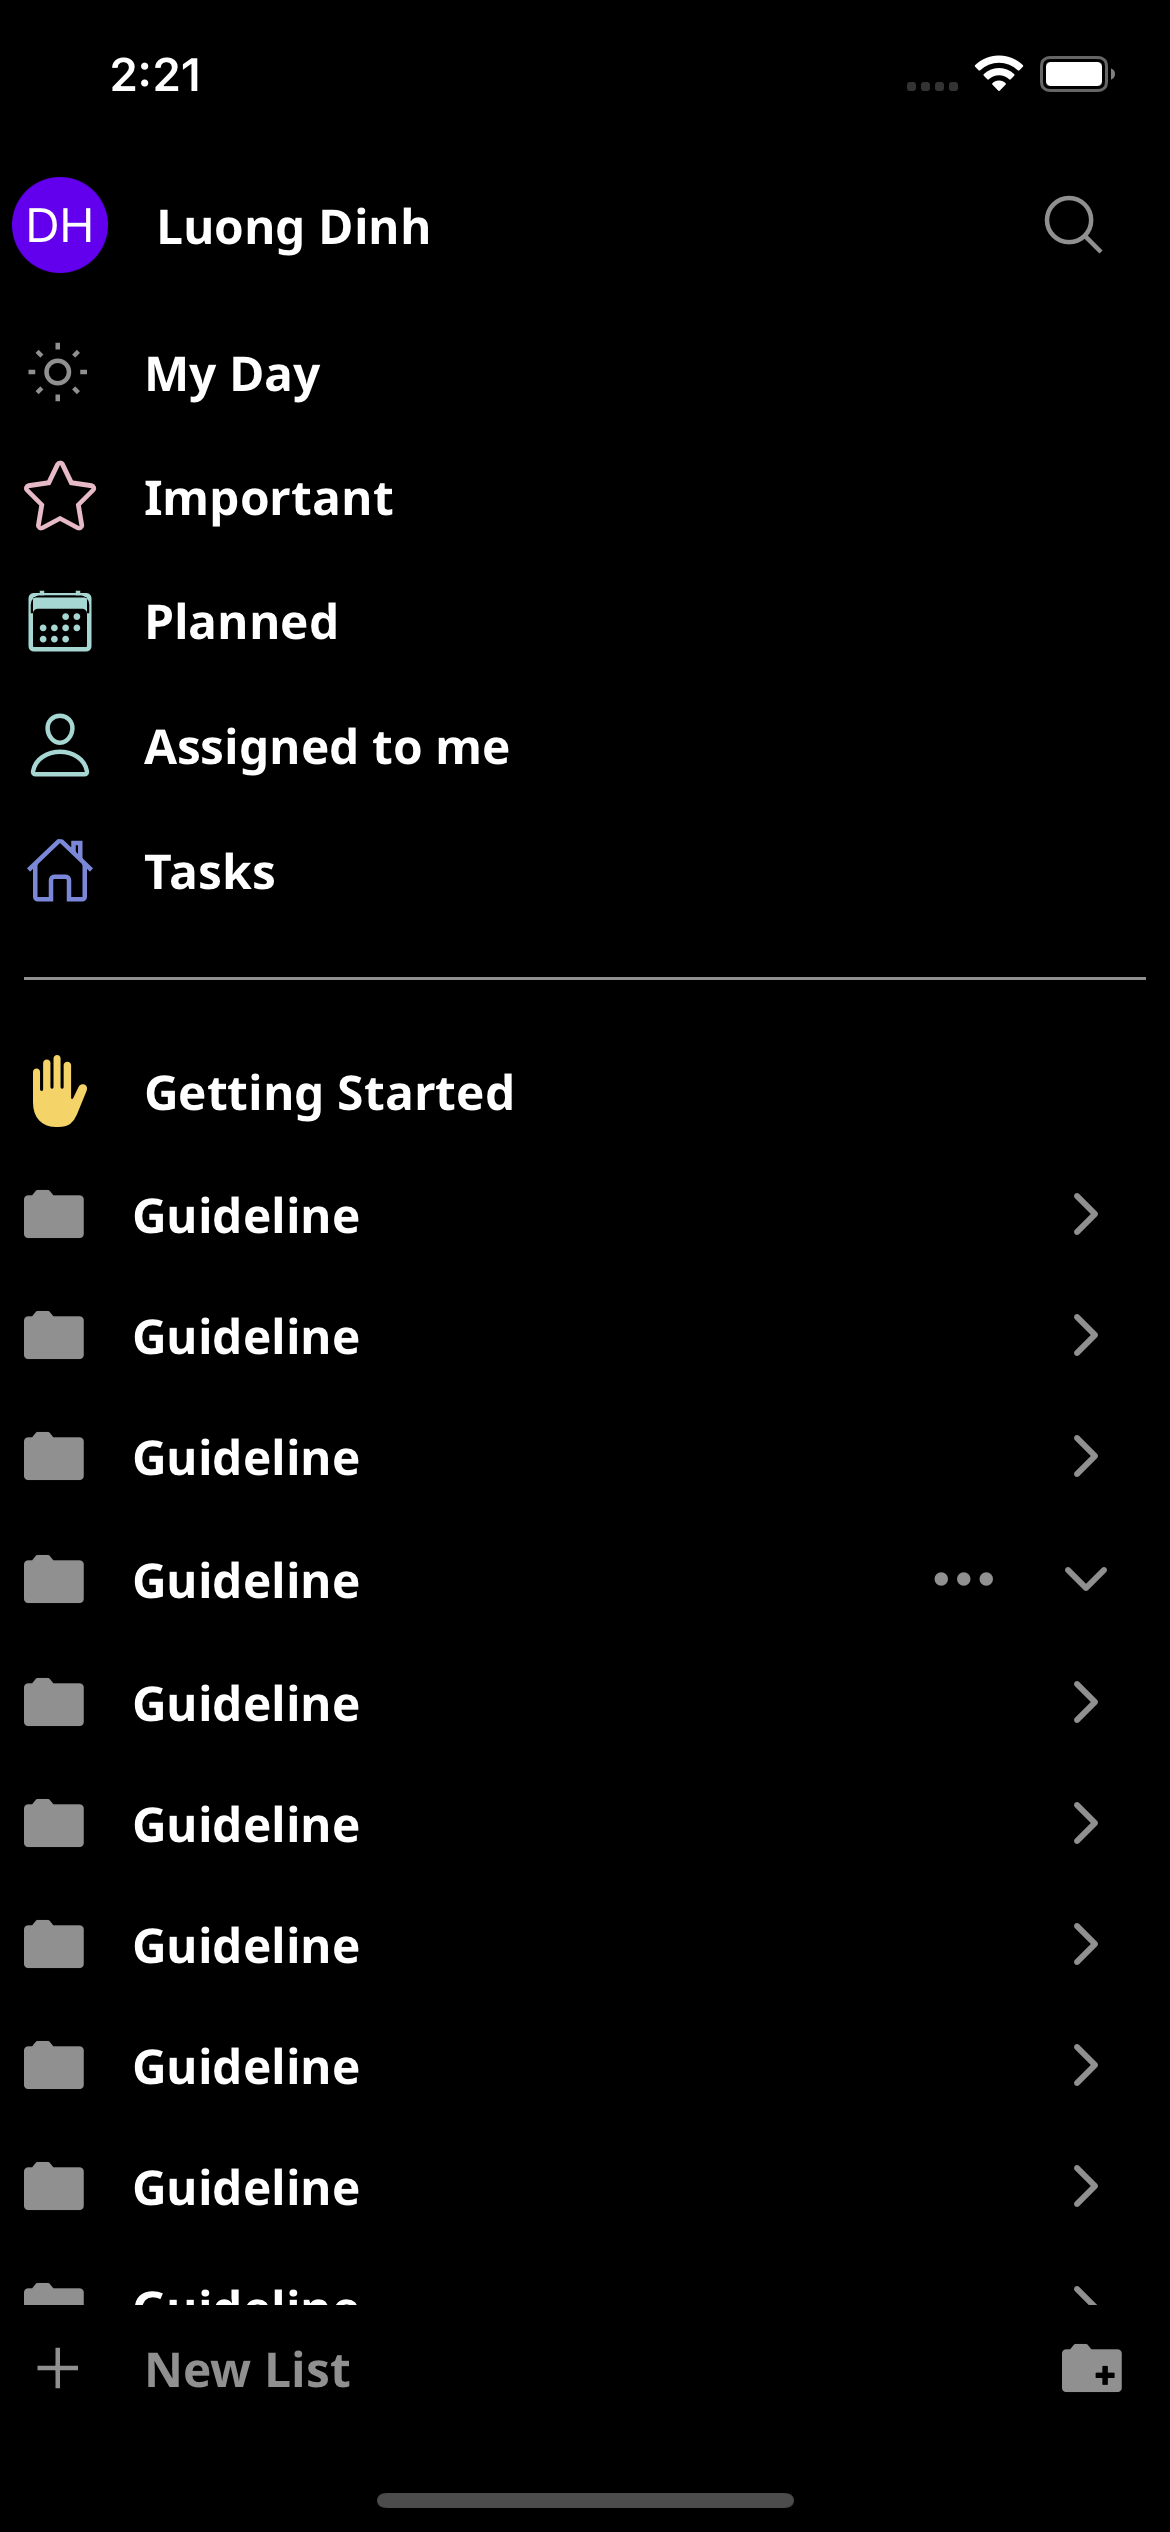 2:21
DH Luong Dinh
My Day
Important
Planned
Assigned to me
Tasks
Getting Started
Guideline
Guideline
Guideline
Guideline
Guideline
Guideline
Guideline
Guideline
Guideline
Guideline
New List